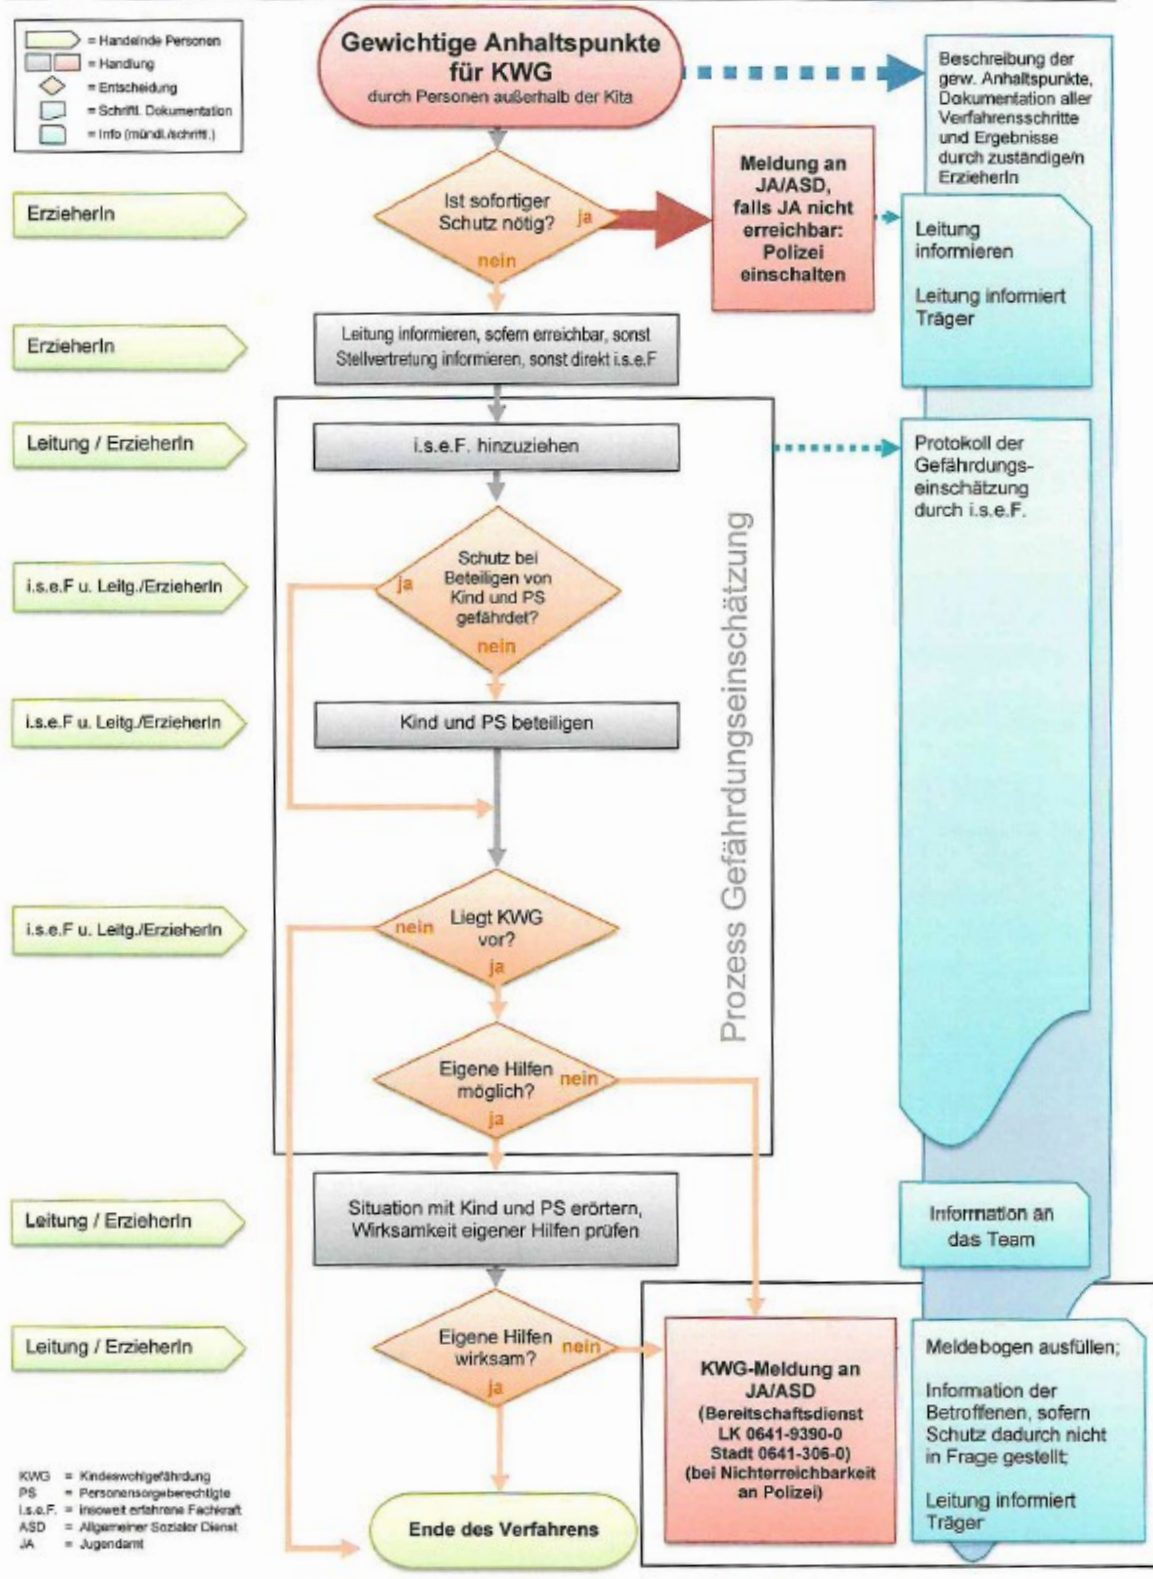 = Handelnde Personen
= Handlung
= Entscheidung
= Schriftl. Dokumentation
= Info (mündl./schriftl.)
Gewichtige Anhaltspunkte
für KWG
durch Personen außerhalb der Kita
Beschreibung der
gew. Anhaltspunkte,
Dokumentation aller
Verfahrensschritte
und Ergebnisse
durch zuständige/n
ErzieherIn
ErzieherIn
Ist sofortiger
Schutz nötig?
ja
nein
Meldung an
JA/ASD,
falls JA nicht
erreichbar:
Polizei
einschalten
Leitung
informieren
Leitung informiert
Träger
ErzieherIn
Leitung informieren, sofern erreichbar, sonst
Stellvertretung informieren, sonst direkt i.s.e.F
Leitung / ErzieherIn
i.s.e.F. hinzuziehen
Protokoll der
Gefährdungs-
einschätzung
durch i.s.e.F.
Prozess Gefährdungseinschätzung
i.s.e.F u. Leitg./ErzieherIn
Schutz bei
Beteiligen von
Kind und PS
gefährdet?
ja
nein
i.s.e.F u. Leitg./ErzieherIn
Kind und PS beteiligen
i.s.e.F u. Leitg./ErzieherIn
Liegt KWG
vor?
nein
ja
Eigene Hilfen
möglich?
nein
ja
Leitung / ErzieherIn
Situation mit Kind und PS erörtern,
Wirksamkeit eigener Hilfen prüfen
Information an
das Team
Leitung / ErzieherIn
Eigene Hilfen
wirksam?
nein
ja
KWG-Meldung an
JA/ASD
(Bereitschaftsdienst
LK 0641-9390-0
Stadt 0641-306-0)
(bei Nichterreichbarkeit
an Polizei)
Meldebogen ausfüllen;
Information der
Betroffenen, sofern
Schutz dadurch nicht
in Frage gestellt;
Leitung informiert
Träger
KWG = Kindeswohlgefährdung
PS = Personensorgeberechtigte
i.s.e.F. = insoweit erfahrene Fachkraft
ASD = Allgemeiner Sozialer Dienst
JA = Jugendamt
Ende des Verfahrens